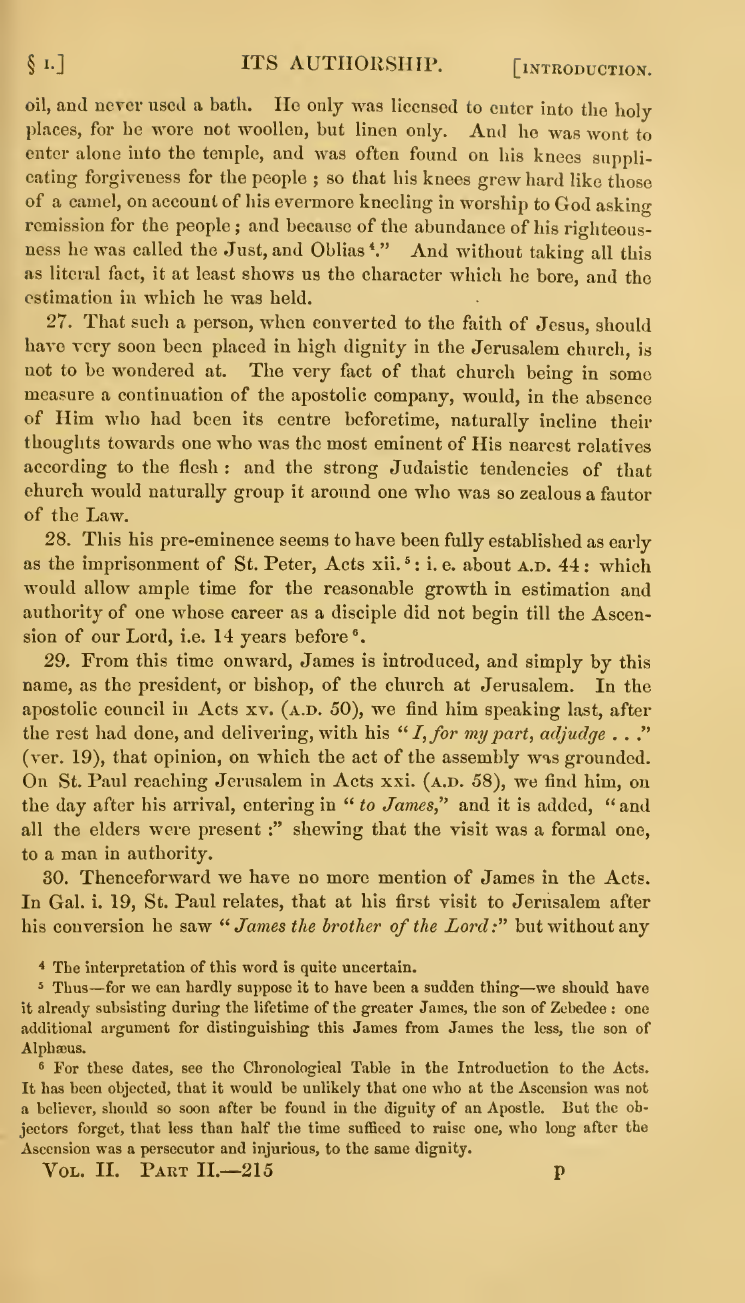 § 1.] ITS AUTHORSHIP. [INTRODUCTION.
oil, and never used a bath. He only was licensed to enter into the holy
places, for he wore not woollen, but linen only. And he was wont to
enter alone into the temple, and was often found on his knees suppli-
cating forgiveness for the people ; so that his knees grew hard like those
of a camel, on account of his evermore kneeling in worship to God asking
remission for the people ; and because of the abundance of his righteous-
ness he was called the Just, and Oblias ⁴.” And without taking all this
as literal fact, it at least shows us the character which he bore, and the
estimation in which he was held.
27. That such a person, when converted to the faith of Jesus, should
have very soon been placed in high dignity in the Jerusalem church, is
not to be wondered at. The very fact of that church being in some
measure a continuation of the apostolic company, would, in the absence
of Him who had been its centre beforetime, naturally incline their
thoughts towards one who was the most eminent of His nearest relatives
according to the flesh : and the strong Judaistic tendencies of that
church would naturally group it around one who was so zealous a fautor
of the Law.
28. This his pre-eminence seems to have been fully established as early
as the imprisonment of St. Peter, Acts xii. ⁵ : i. e. about A.D. 44 : which
would allow ample time for the reasonable growth in estimation and
authority of one whose career as a disciple did not begin till the Ascen-
sion of our Lord, i.e. 14 years before ⁶.
29. From this time onward, James is introduced, and simply by this
name, as the president, or bishop, of the church at Jerusalem. In the
apostolic council in Acts xv. (A.D. 50), we find him speaking last, after
the rest had done, and delivering, with his “ I, for my part, adjudge . . .”
(ver. 19), that opinion, on which the act of the assembly was grounded.
On St. Paul reaching Jerusalem in Acts xxi. (A.D. 58), we find him, on
the day after his arrival, entering in “ to James,” and it is added, “ and
all the elders were present :” shewing that the visit was a formal one,
to a man in authority.
30. Thenceforward we have no more mention of James in the Acts.
In Gal. i. 19, St. Paul relates, that at his first visit to Jerusalem after
his conversion he saw “ James the brother of the Lord:” but without any
⁴ The interpretation of this word is quite uncertain.
⁵ Thus—for we can hardly suppose it to have been a sudden thing—we should have
it already subsisting during the lifetime of the greater James, the son of Zebedee : one
additional argument for distinguishing this James from James the less, the son of
Alphæus.
⁶ For these dates, see the Chronological Table in the Introduction to the Acts.
It has been objected, that it would be unlikely that one who at the Ascension was not
a believer, should so soon after be found in the dignity of an Apostle. But the ob-
jectors forget, that less than half the time sufficed to raise one, who long after the
Ascension was a persecutor and injurious, to the same dignity.
VOL. II. PART II.—215 p